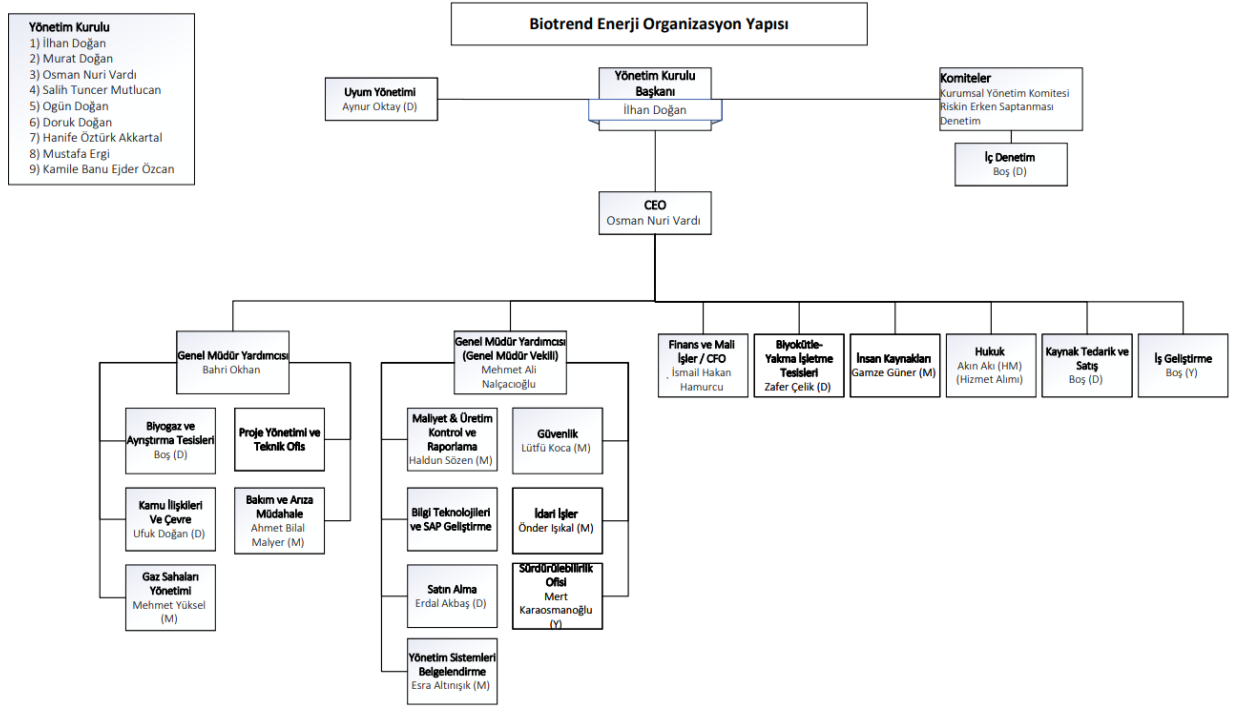 Biotrend Enerji Organizasyon Yapısı
Yönetim Kurulu
1) İlhan Doğan
2) Murat Doğan
3) Osman Nuri Vardı
4) Salih Tuncer Mutlucan
5) Ogün Doğan
6) Doruk Doğan
7) Hanife Öztürk Akkartal
8) Mustafa Ergi
9) Kamile Banu Ejder Özcan
Uyum Yönetimi
Aynur Oktay (D)
Yönetim Kurulu
Başkanı
İlhan Doğan
Komiteler
Kurumsal Yönetim Komitesi
Riskin Erken Saptanması
Denetim
İç Denetim
Boş (D)
CEO
Osman Nuri Vardı
Genel Müdür Yardımcısı
Bahri Okhan
Genel Müdür Yardımcısı
(Genel Müdür Vekili)
Mehmet Ali
Nalçacıoğlu
Finans ve Mali
İşler / CFO
İsmail Hakan
Hamurcu
Biyokütle-
Yakma İşletme
Tesisleri
Zafer Çelik (D)
İnsan Kaynakları
Gamze Güner (M)
Hukuk
Akın Akı (HM)
(Hizmet Alımı)
Kaynak Tedarik ve
Satış
Boş (D)
İş Geliştirme
Boş (Y)
Biyogaz ve
Ayrıştırma Tesisleri
Boş (D)
Proje Yönetimi ve
Teknik Ofis
Kamu İlişkileri
Ve Çevre
Ufuk Doğan (D)
Bakım ve Arıza
Müdahale
Ahmet Bilal
Malyer (M)
Gaz Sahaları
Yönetimi
Mehmet Yüksel
(M)
Maliyet & Üretim
Kontrol ve
Raporlama
Haldun Sözen (M)
Güvenlik
Lütfü Koca (M)
Bilgi Teknolojileri
ve SAP Geliştirme
İdari İşler
Önder Işıkal (M)
Satın Alma
Erdal Akbaş (D)
Sürdürülebilirlik
Ofisi
Mert
Karaosmanoğlu
(Y)
Yönetim Sistemleri
Belgelendirme
Esra Altınışık (M)